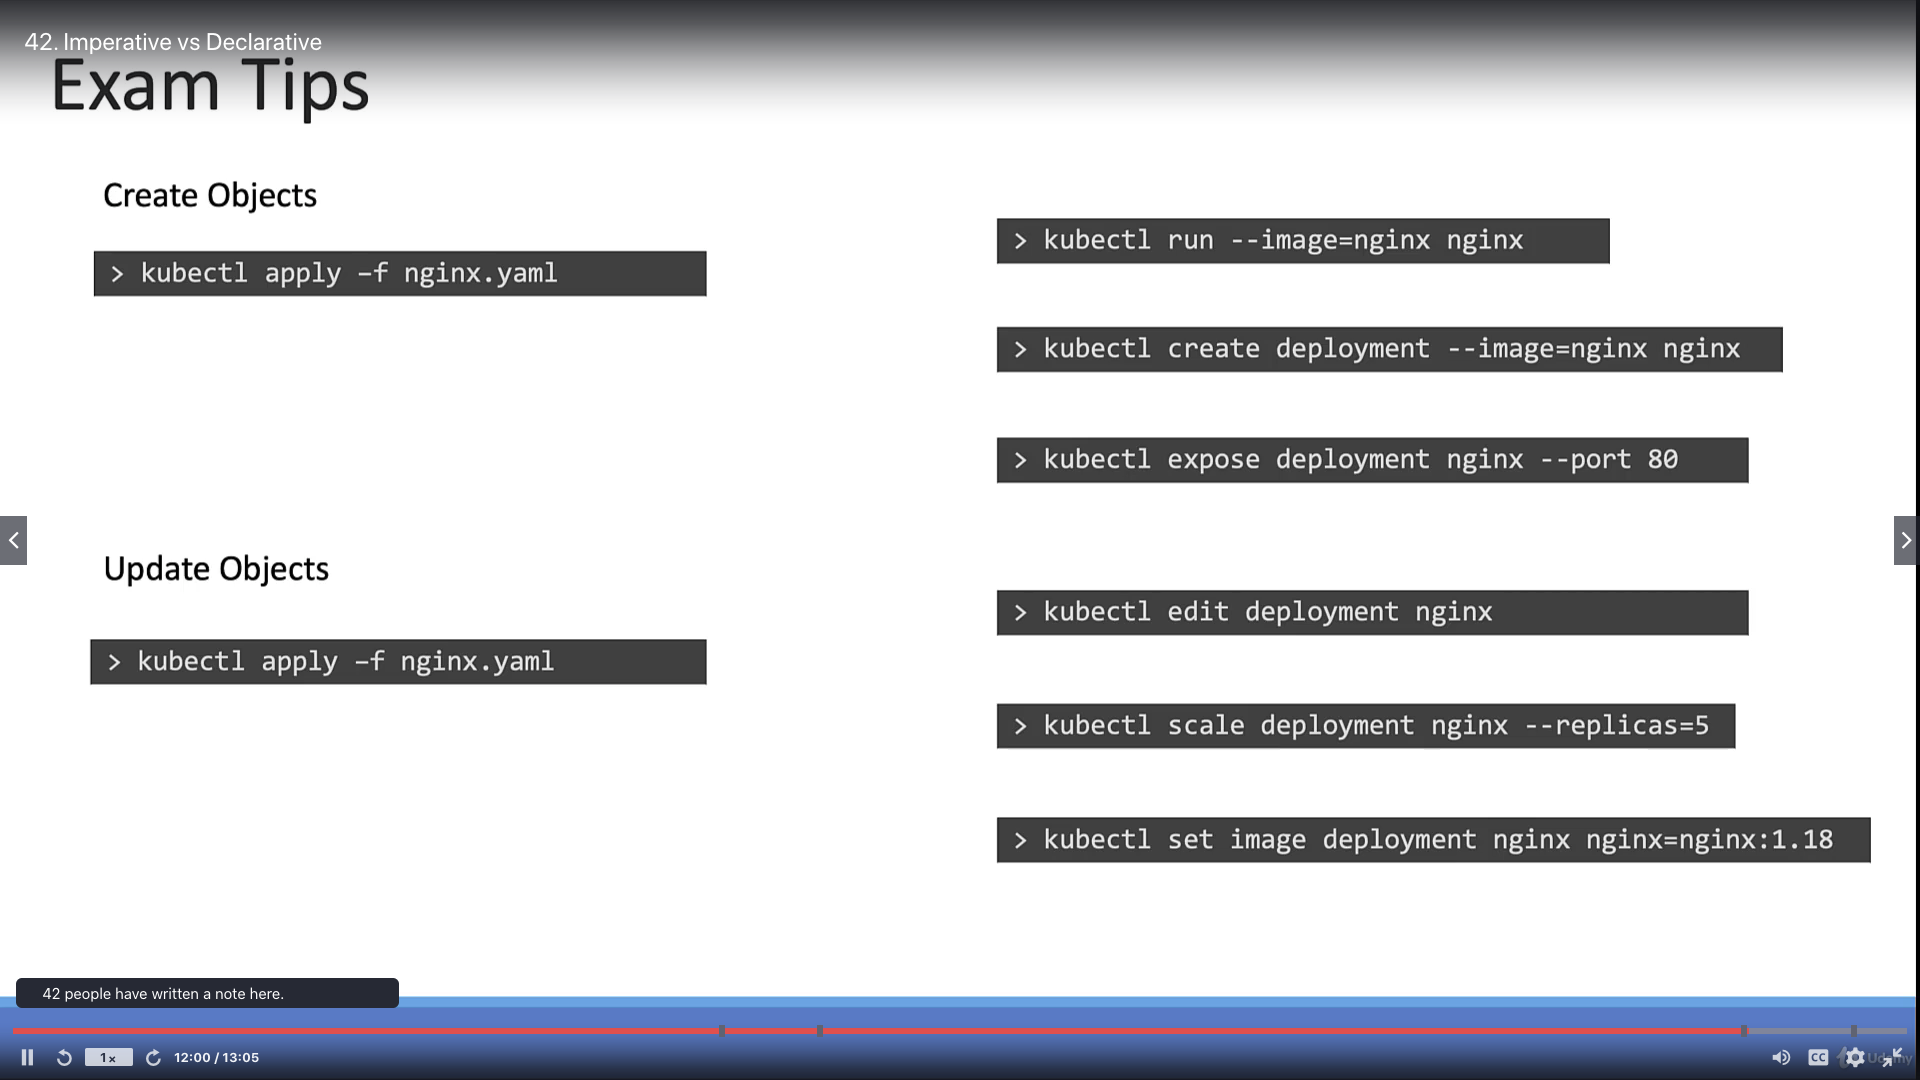 42. Imperative vs Declarative
Exam Tips
Create Objects
> kubectl apply –f nginx.yaml
> kubectl run --image=nginx nginx
> kubectl create deployment --image=nginx nginx
> kubectl expose deployment nginx --port 80
Update Objects
> kubectl apply –f nginx.yaml
> kubectl edit deployment nginx
> kubectl scale deployment nginx --replicas=5
> kubectl set image deployment nginx nginx=nginx:1.18
42 people have written a note here.
1x
12:00 / 13:05
CC
Udemy